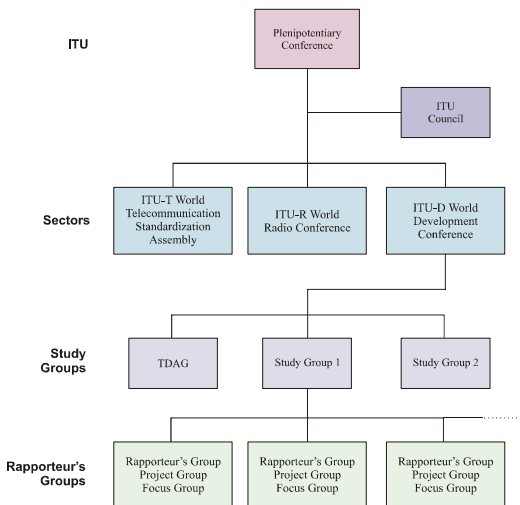 ITU
Plenipotentiary
Conference
ITU
Council
Sectors
ITU-T World
Telecommunication
Standardization
Assembly
ITU-R World
Radio Conference
ITU-D World
Development
Conference
Study
Groups
TDAG
Study Group 1
Study Group 2
Rapporteur's
Groups
Rapporteur's Group
Project Group
Focus Group
Rapporteur's Group
Project Group
Focus Group
Rapporteur's Group
Project Group
Focus Group